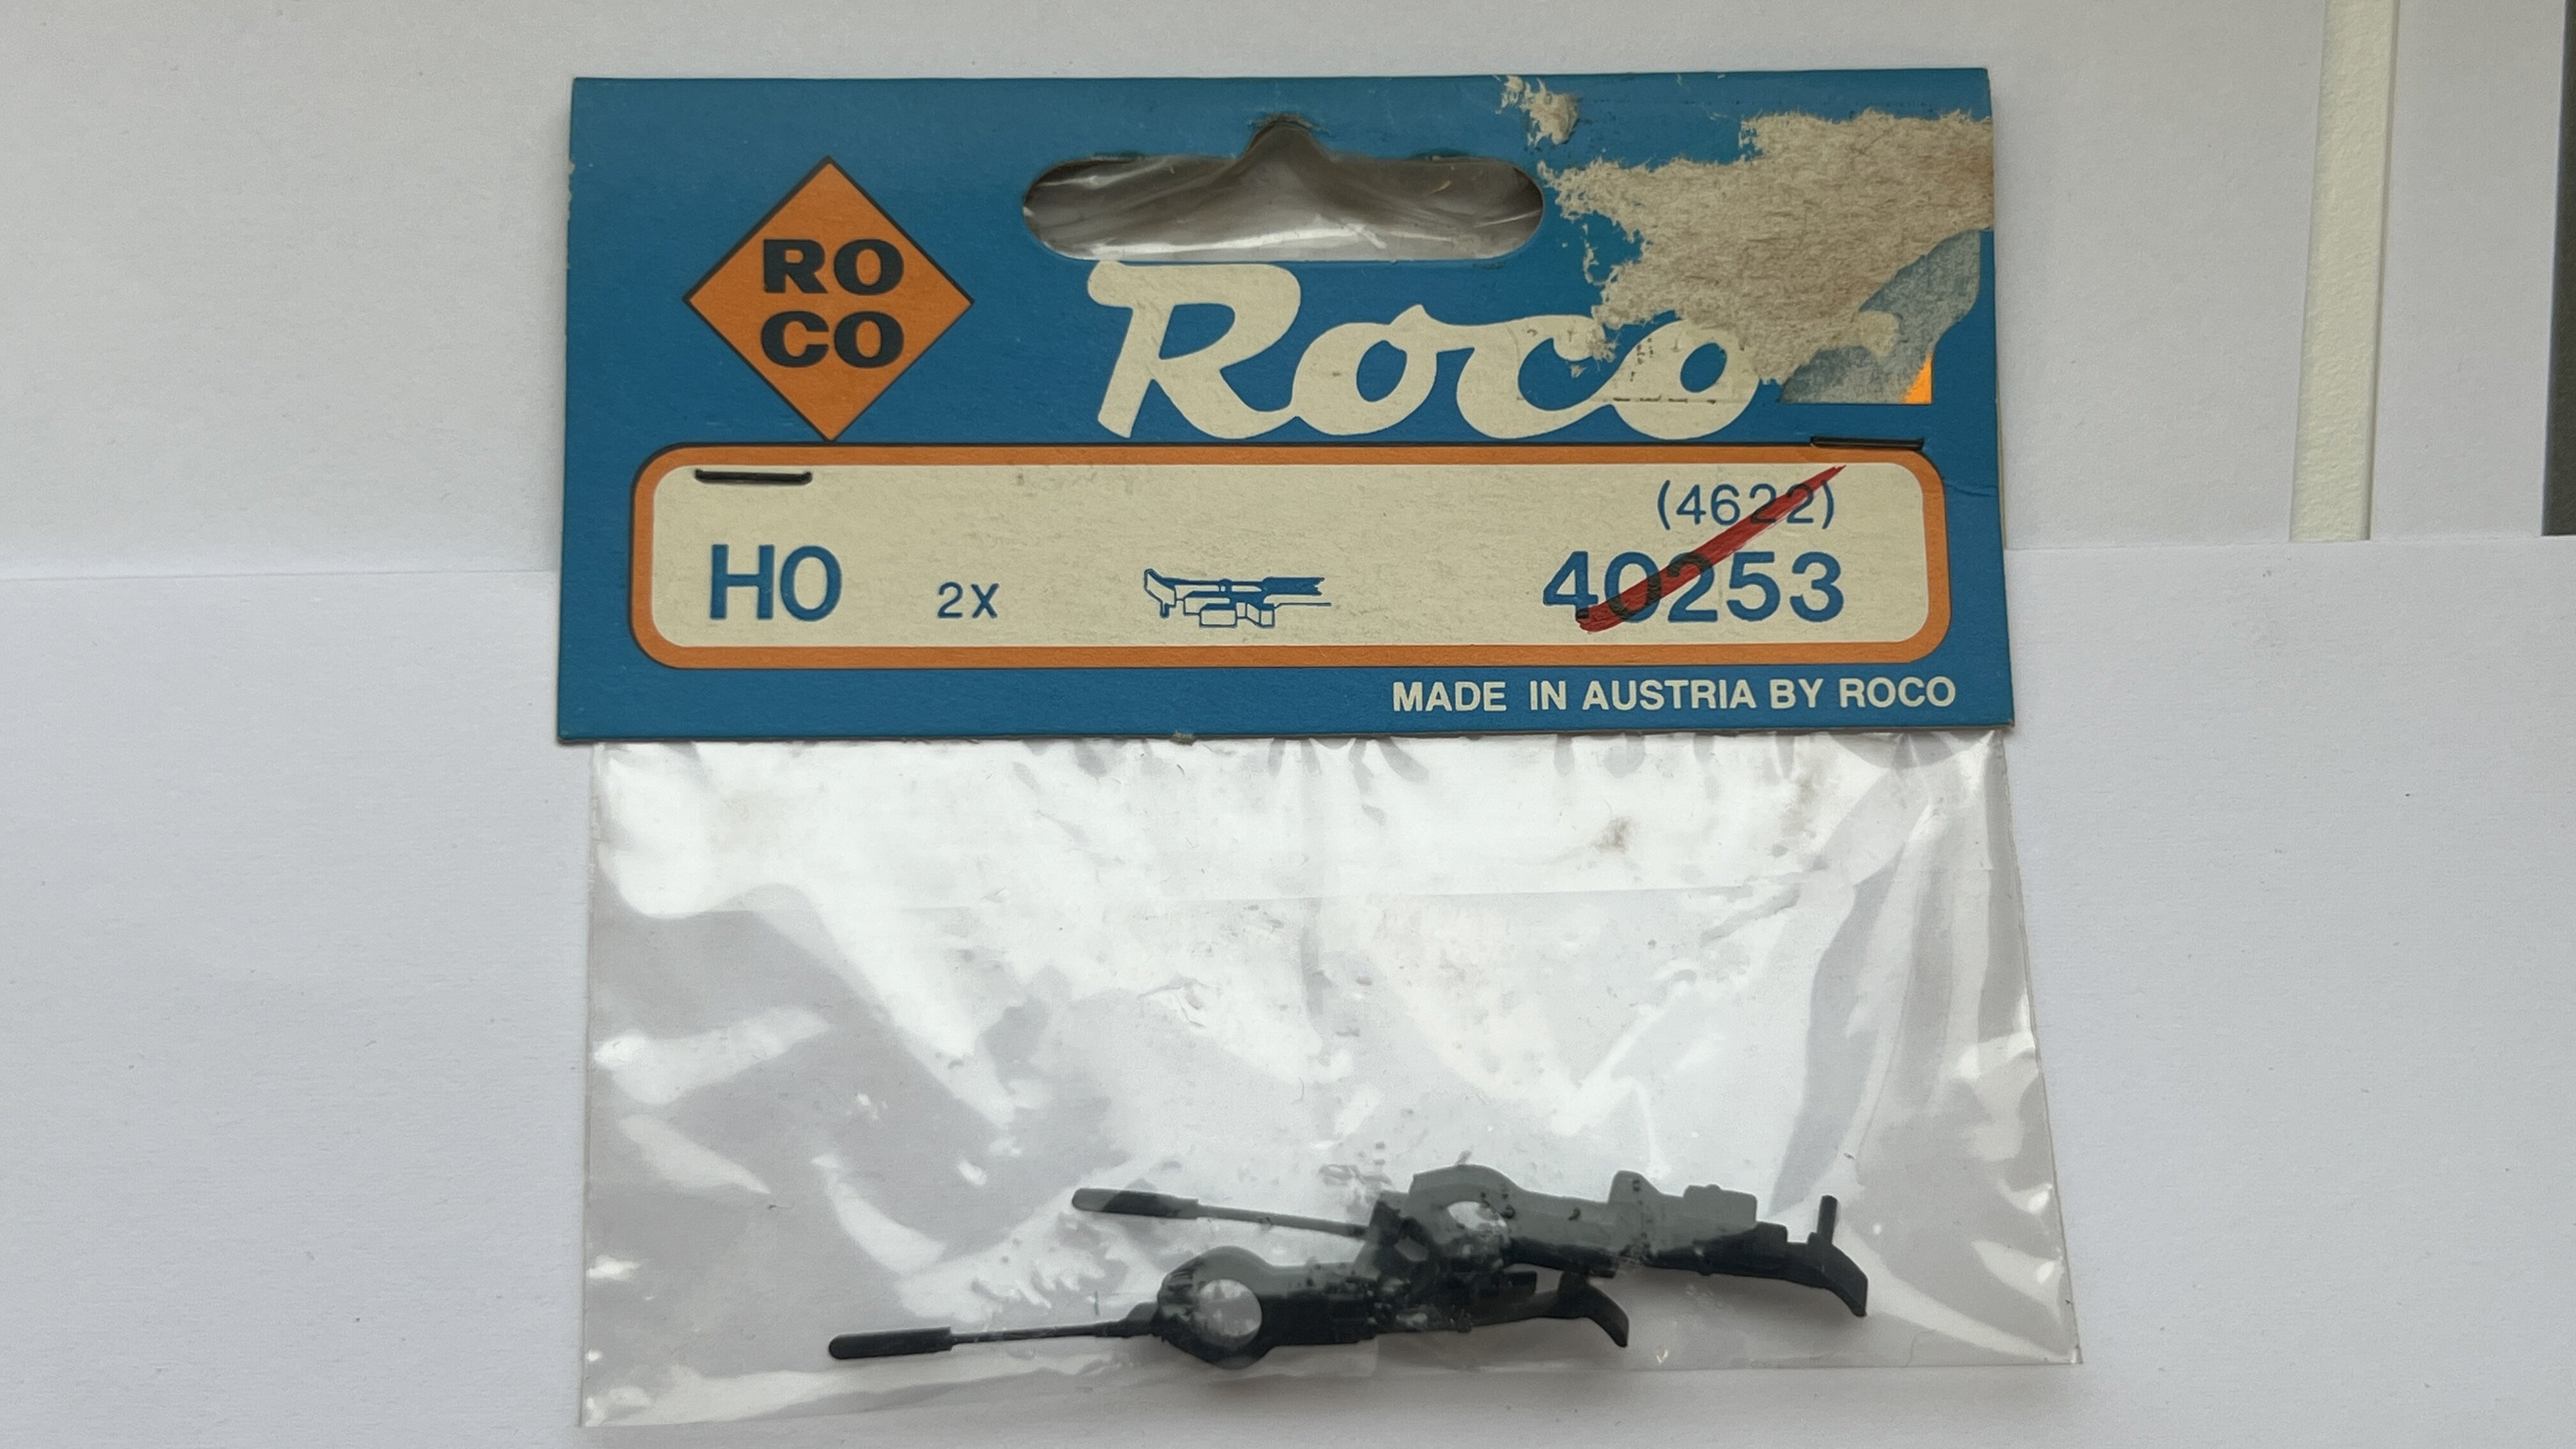 RO
CO
Roco
(4622)
HO 2X 40253
MADE IN AUSTRIA BY ROCO